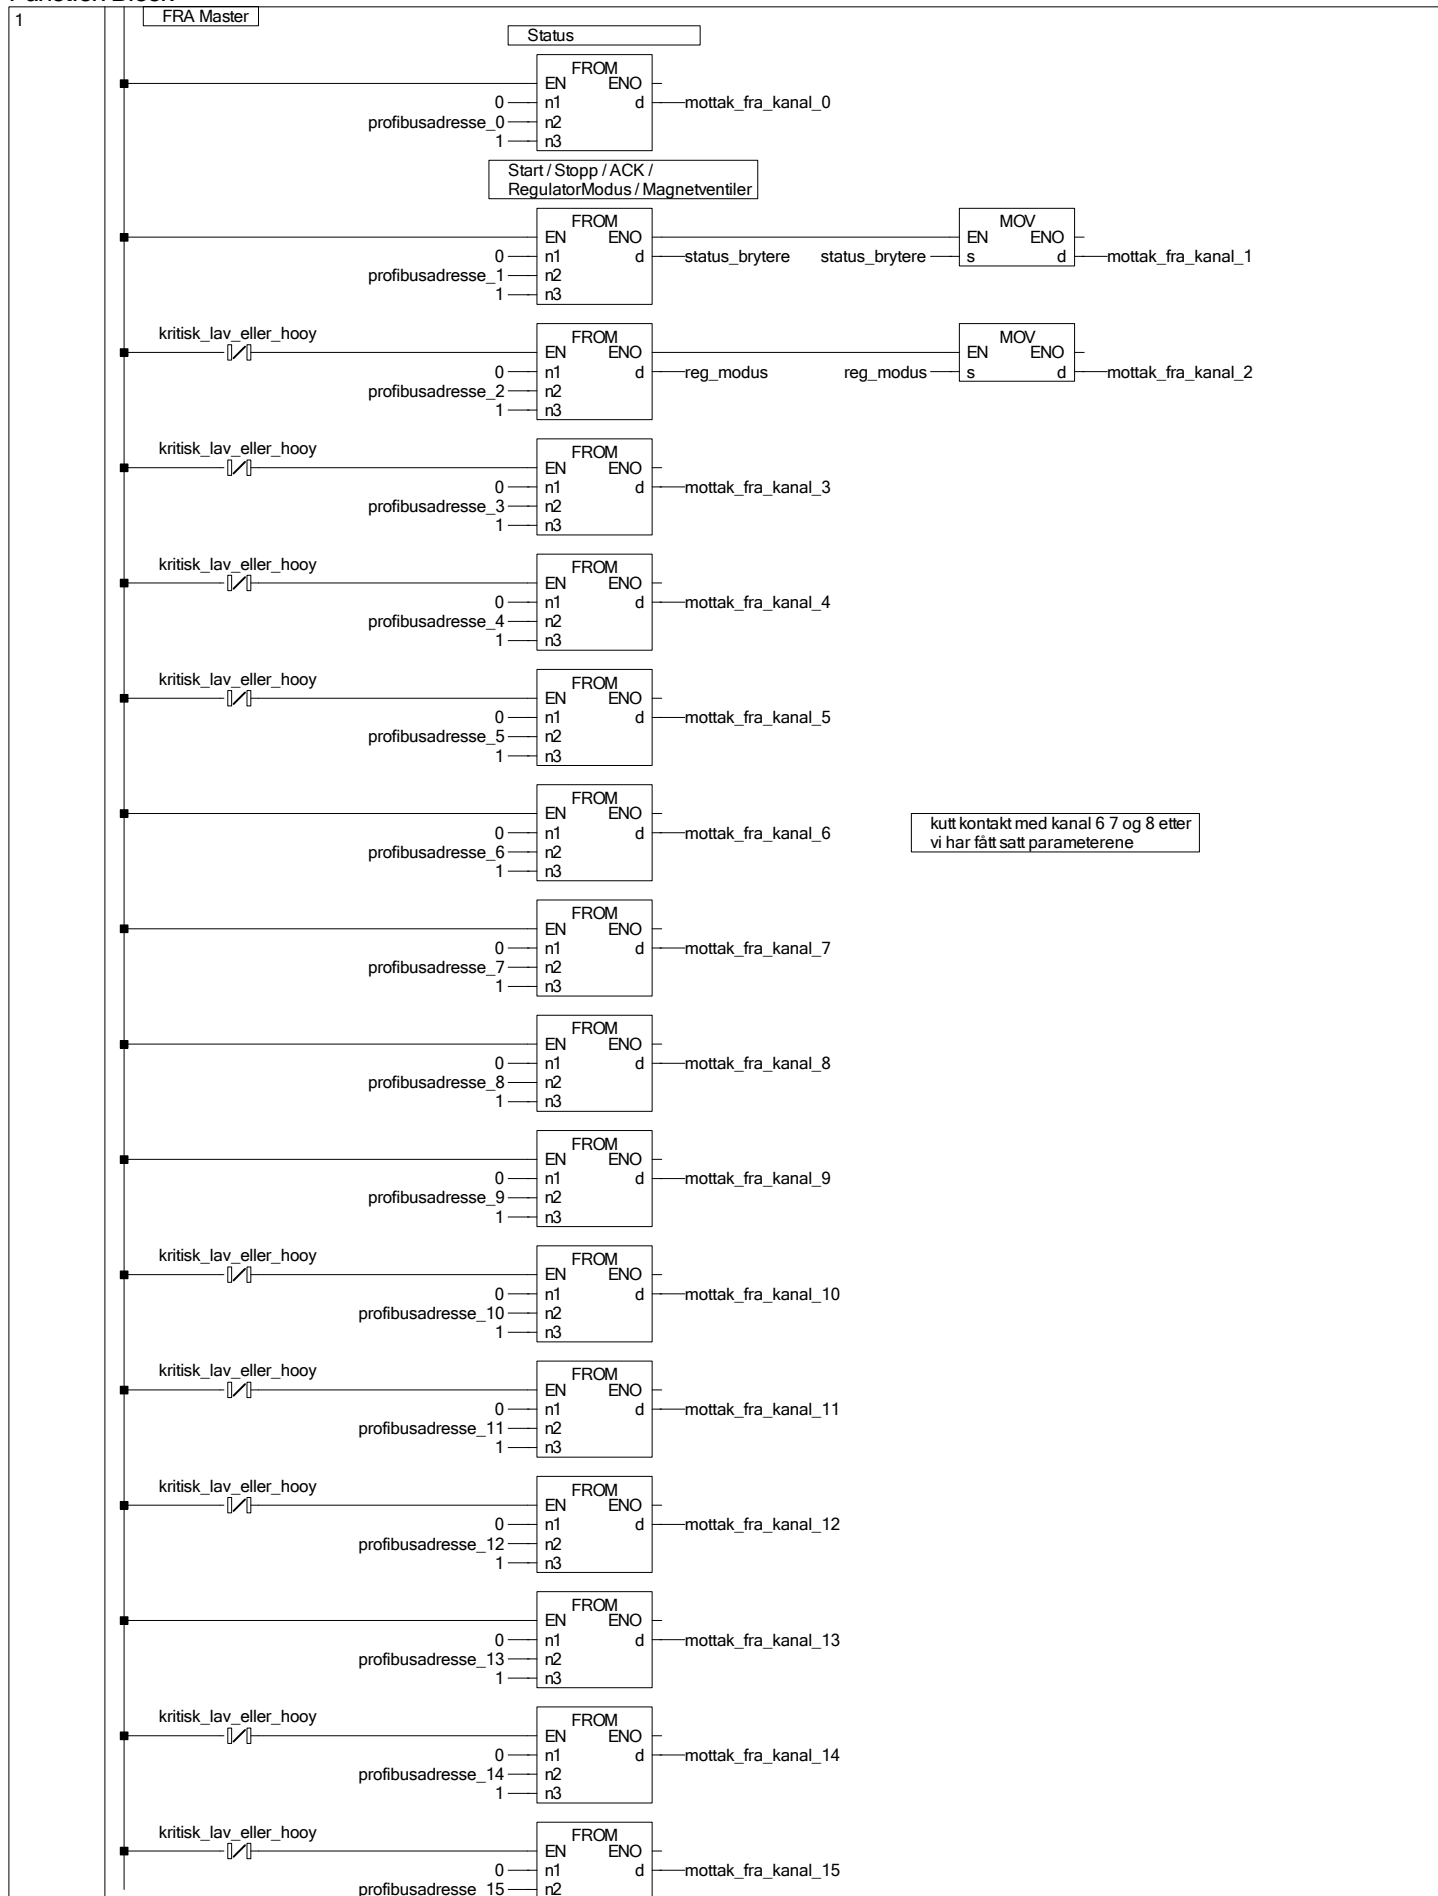 1
FRA Master
Status
FROM
EN ENO
0 n1 d mottak_fra_kanal_0
profibusadresse_0 n2
1 n3
Start / Stopp / ACK /
RegulatorModus / Magnetventiler
FROM MOV
EN ENO EN ENO
0 n1 d status_brytere status_brytere s d mottak_fra_kanal_1
profibusadresse_1 n2
1 n3
kritisk_lav_eller_hooy FROM MOV
EN ENO EN ENO
0 n1 d reg_modus reg_modus s d mottak_fra_kanal_2
profibusadresse_2 n2
1 n3
kritisk_lav_eller_hooy FROM
EN ENO
0 n1 d mottak_fra_kanal_3
profibusadresse_3 n2
1 n3
kritisk_lav_eller_hooy FROM
EN ENO
0 n1 d mottak_fra_kanal_4
profibusadresse_4 n2
1 n3
kritisk_lav_eller_hooy FROM
EN ENO
0 n1 d mottak_fra_kanal_5
profibusadresse_5 n2
1 n3
FROM
EN ENO
0 n1 d mottak_fra_kanal_6
profibusadresse_6 n2
1 n3
kutt kontakt med kanal 6 7 og 8 etter
vi har fått satt parameterene
FROM
EN ENO
0 n1 d mottak_fra_kanal_7
profibusadresse_7 n2
1 n3
FROM
EN ENO
0 n1 d mottak_fra_kanal_8
profibusadresse_8 n2
1 n3
FROM
EN ENO
0 n1 d mottak_fra_kanal_9
profibusadresse_9 n2
1 n3
kritisk_lav_eller_hooy FROM
EN ENO
0 n1 d mottak_fra_kanal_10
profibusadresse_10 n2
1 n3
kritisk_lav_eller_hooy FROM
EN ENO
0 n1 d mottak_fra_kanal_11
profibusadresse_11 n2
1 n3
kritisk_lav_eller_hooy FROM
EN ENO
0 n1 d mottak_fra_kanal_12
profibusadresse_12 n2
1 n3
FROM
EN ENO
0 n1 d mottak_fra_kanal_13
profibusadresse_13 n2
1 n3
kritisk_lav_eller_hooy FROM
EN ENO
0 n1 d mottak_fra_kanal_14
profibusadresse_14 n2
1 n3
kritisk_lav_eller_hooy FROM
EN ENO
0 n1 d mottak_fra_kanal_15
profibusadresse_15 n2